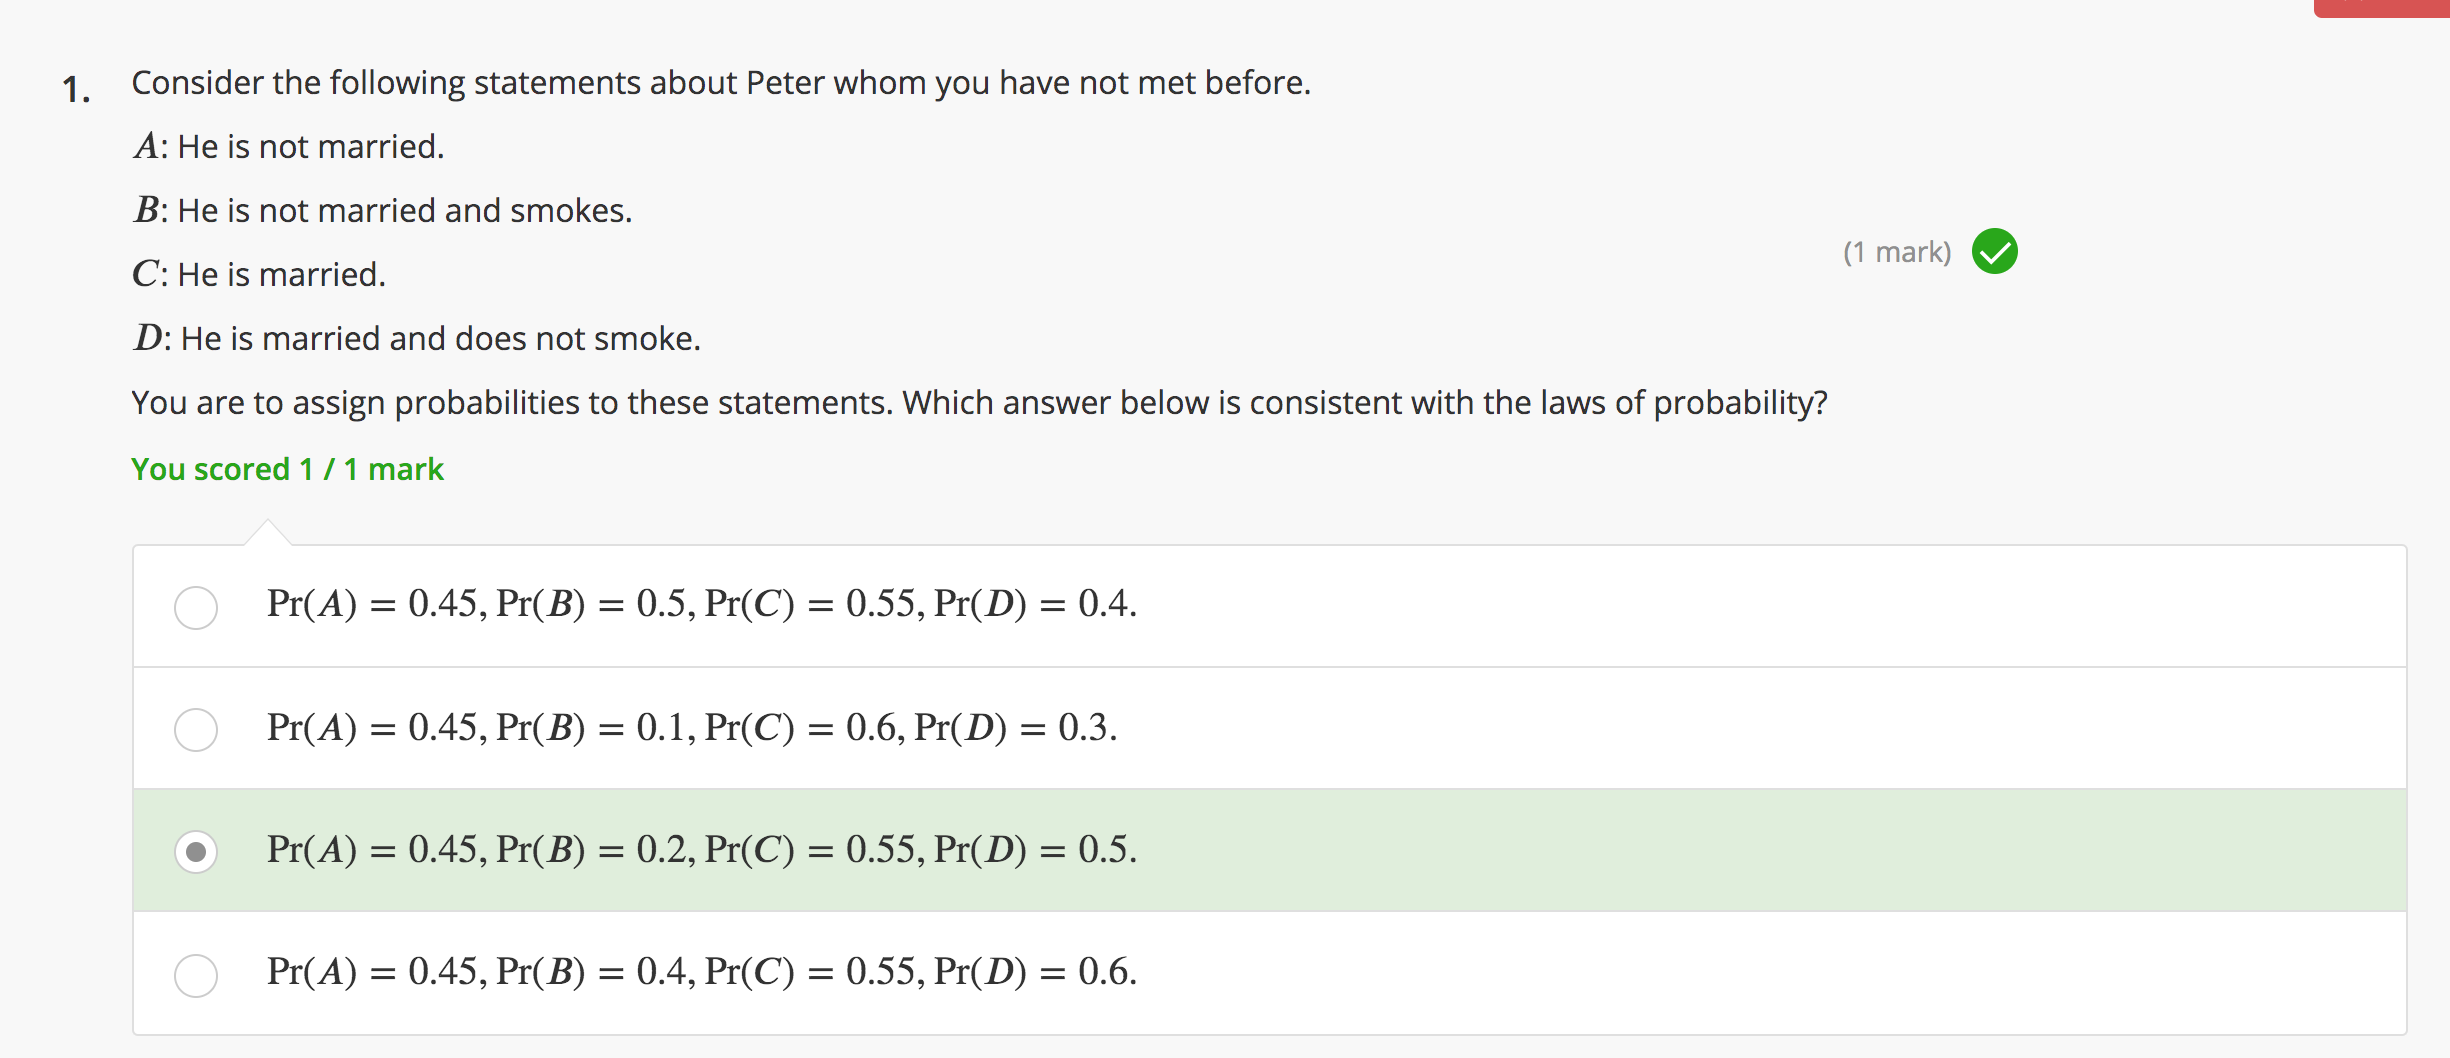 1. Consider the following statements about Peter whom you have not met before.
A: He is not married.
B: He is not married and smokes.
(1 mark)
C: He is married.
D: He is married and does not smoke.
You are to assign probabilities to these statements. Which answer below is consistent with the laws of probability?
You scored 1 / 1 mark
Pr(A) = 0.45, Pr(B) = 0.5, Pr(C) = 0.55, Pr(D) = 0.4.
Pr(A) = 0.45, Pr(B) = 0.1, Pr(C) = 0.6, Pr(D) = 0.3.
Pr(A) = 0.45, Pr(B) = 0.2, Pr(C) = 0.55, Pr(D) = 0.5.
Pr(A) = 0.45, Pr(B) = 0.4, Pr(C) = 0.55, Pr(D) = 0.6.